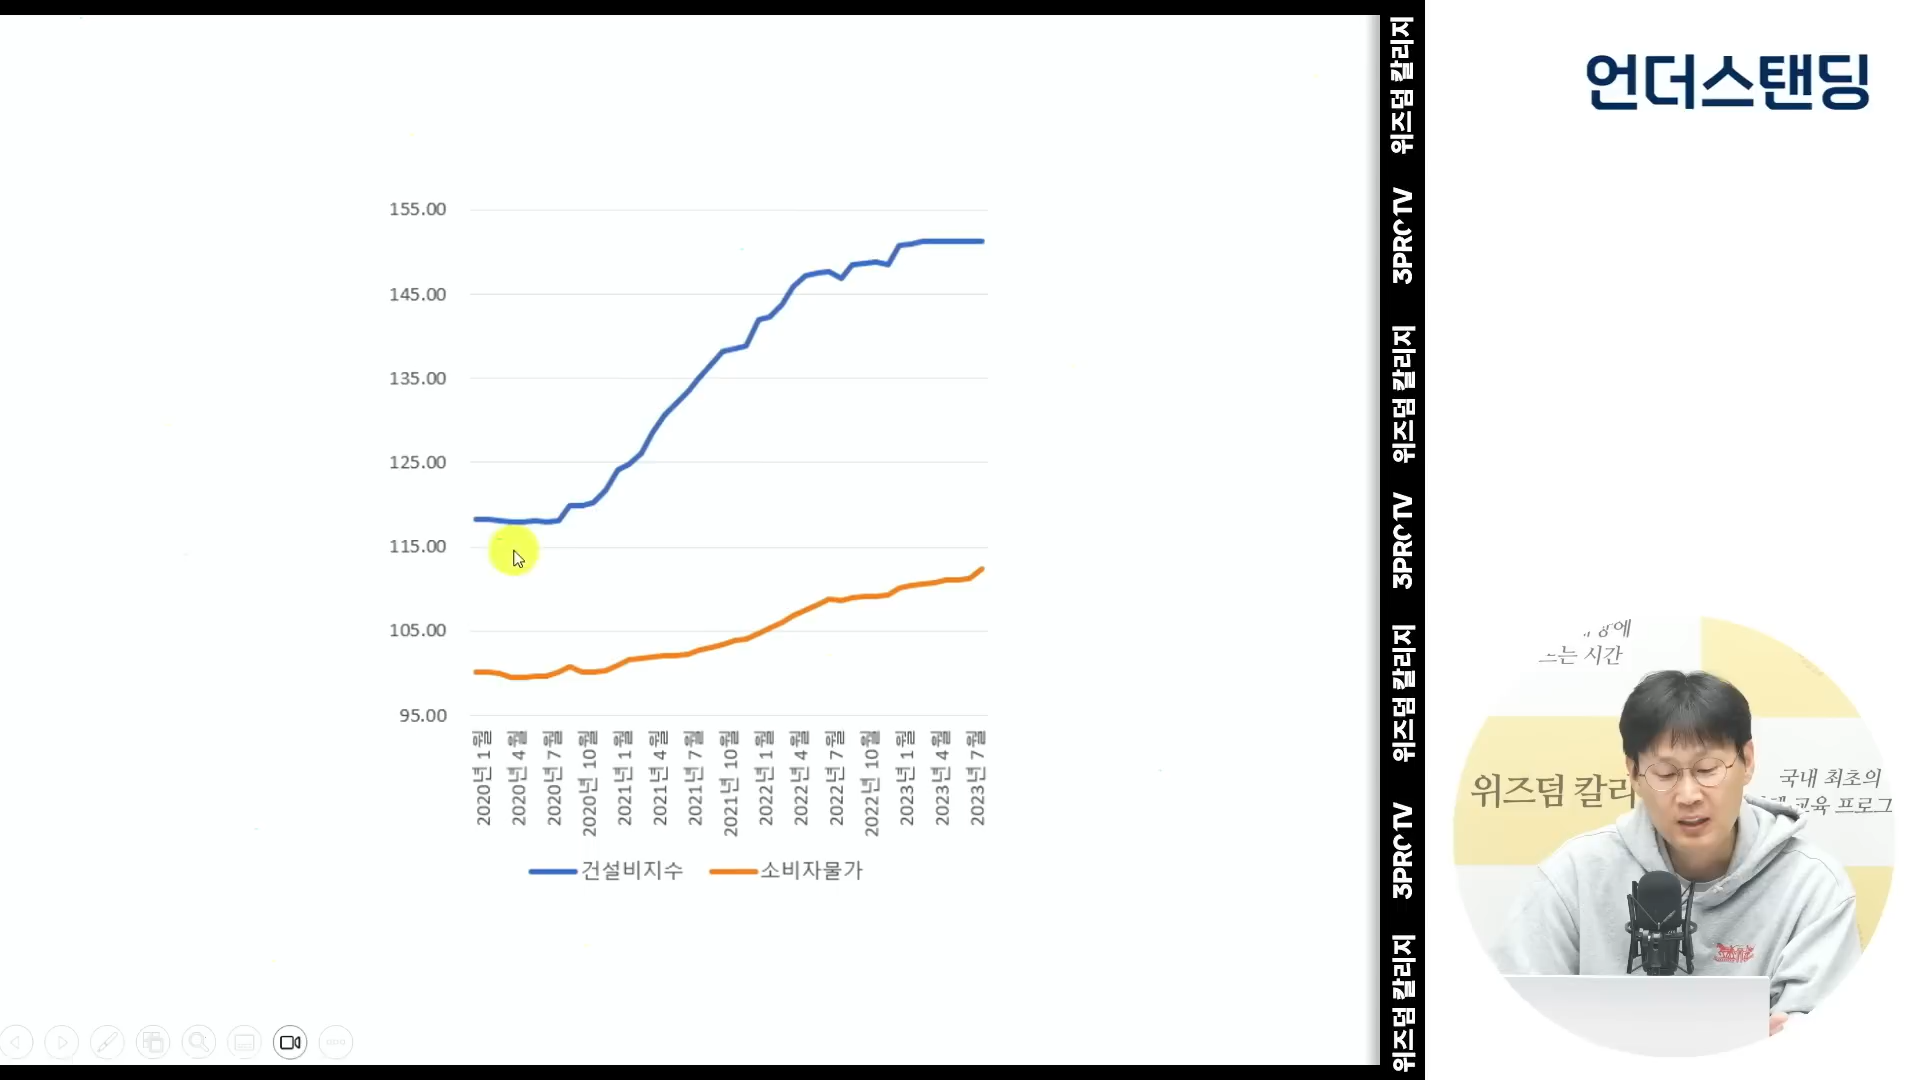 155.00
145.00
135.00
125.00
115.00
105.00
95.00
2020년 1월
2020년 4월
2020년 7월
2020년 10월
2021년 1월
2021년 4월
2021년 7월
2021년 10월
2022년 1월
2022년 4월
2022년 7월
2022년 10월
2023년 1월
2023년 4월
2023년 7월
건설비지수
소비자물가
위즈덤 칼리지
3PROTV
위즈덤 칼리지
3PROTV
위즈덤 칼리지
3PROTV
위즈덤 칼리지
언더스탠딩
시간
위즈덤
국내 최초의
교육